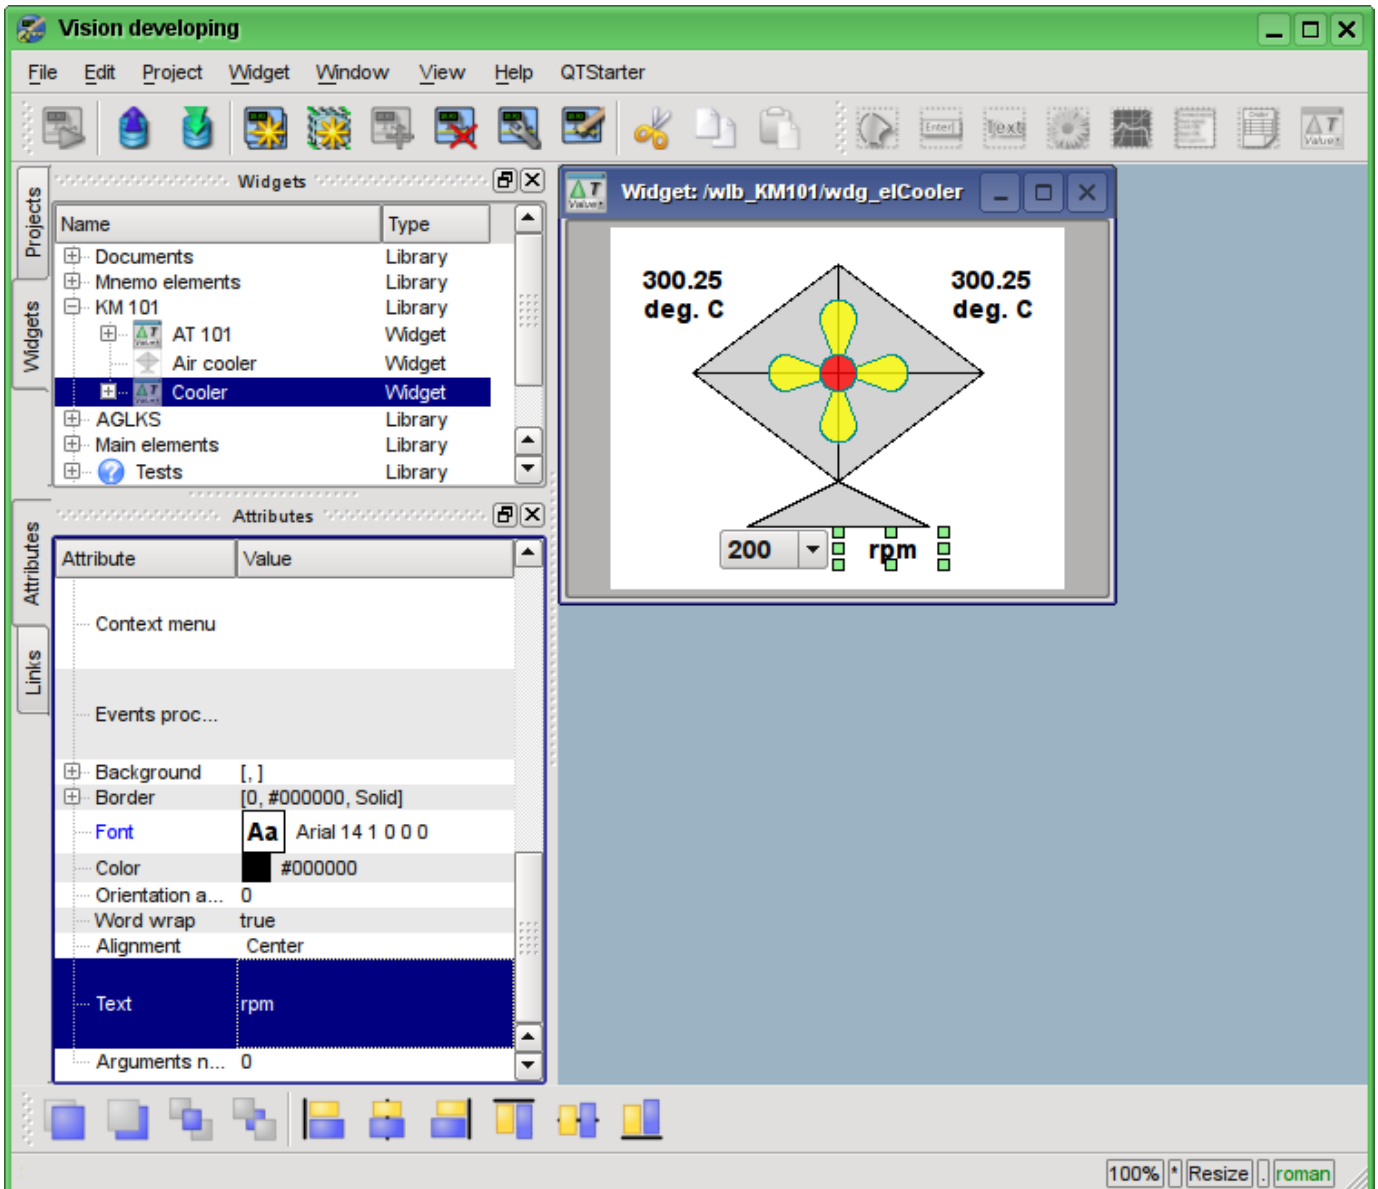 Vision developing
File Edit Project Widget Window View Help QTStarter
Enter Text
Widgets
Projects
Widgets
Name Type
Documents Library
Mnemo elements Library
KM 101 Library
AT 101 Widget
Air cooler Widget
Cooler Widget
AGLKS Library
Main elements Library
Tests Library
Attributes
Attributes
Links
Attribute Value
Context menu
Events proc...
Background [, ]
Border [0, #000000, Solid]
Font Aa Arial 14 1 0 0 0
Color #000000
Orientation a... 0
Word wrap true
Alignment Center
Text rpm
Arguments n... 0
Widget: /wlb_KM101/wdg_elCooler
300.25
deg. C
300.25
deg. C
200 rpm
100% * Resize . roman